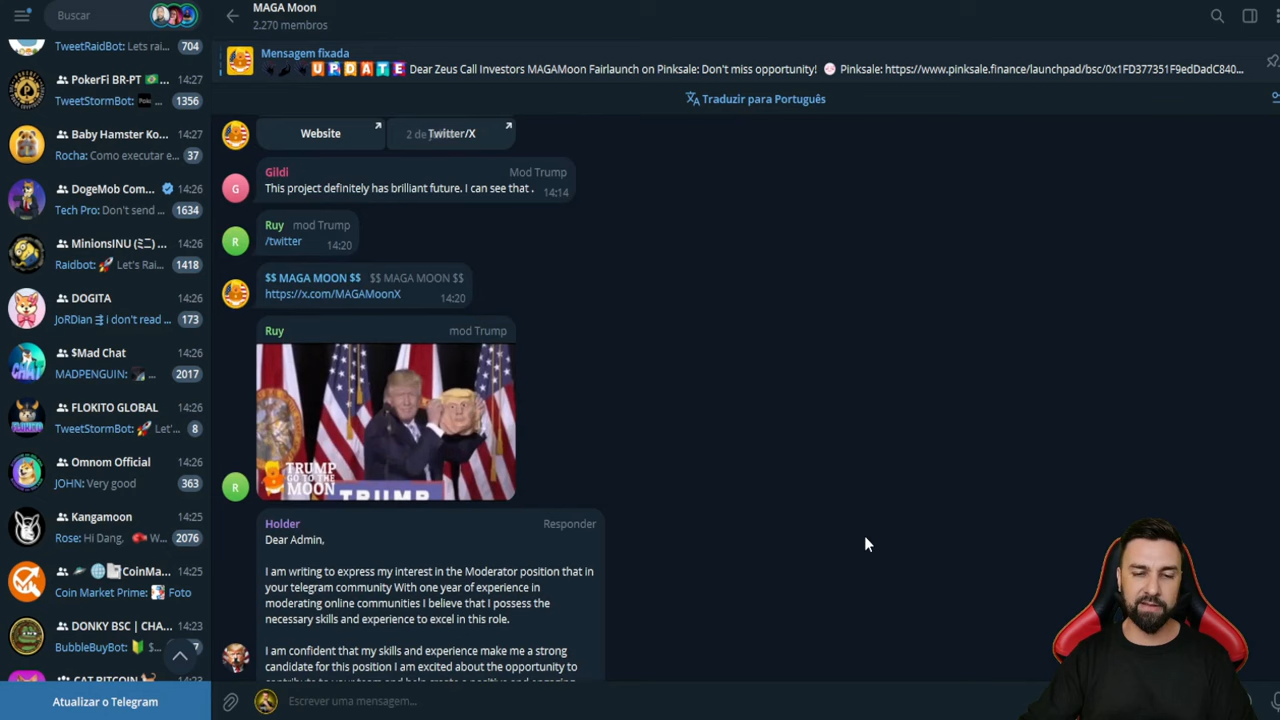 Buscar
TweetRaidBot: Lets rai...
704
PokerFi BR-PT
14:27
TweetStormBot:
1356
Baby Hamster Ko...
14:27
Rocha: Como executar e...
37
DogeMob Com...
14:26
Tech Pro: Don't send ...
1634
MinionsINU (ミニ) ...
14:26
Raidbot: 🚀 Let's Rai...
1418
DOGITA
14:26
JoRDian ⇶ i don't read ...
173
$Mad Chat
14:26
MADPENGUIN:
2017
FLOKITO GLOBAL
14:26
TweetStormBot: 🚀 Let'...
8
Omnom Official
14:26
JOHN: Very good
363
Kangamoon
14:25
Rose: Hi Dang. 🥊 W...
2076
CoinMa...
14:25
Coin Market Prime: Foto
DONKY BSC | CHA...
14:23
BubbleBuyBot: 🔰 $...
CAT BITCOIN
14:23
Atualizar o Telegram
MAGA Moon
2.270 membros
Mensagem fixada
UPDATE Dear Zeus Call Investors MAGAMoon Fairlaunch on Pinksale: Don't miss opportunity! ⚾ Pinksale: https://www.pinksale.finance/launchpad/bsc/0x1FD377351F9edDadC840...
Traduzir para Português
Website
Twitter/X
Gildi
Mod Trump
This project definitely has brilliant future. I can see that .
14:14
Ruy mod Trump
/twitter
14:20
$$ MAGA MOON $$ $$ MAGA MOON $$
https://x.com/MAGAMoonX
14:20
Ruy
mod Trump
TRUMP
GO TO THE
MOON
TRUMP
Holder
Responder
Dear Admin,
I am writing to express my interest in the Moderator position that in
your telegram community With one year of experience in
moderating online communities I believe that I possess the
necessary skills and experience to excel in this role.
I am confident that my skills and experience make me a strong
candidate for this position I am excited about the opportunity to
Escrever uma mensagem...